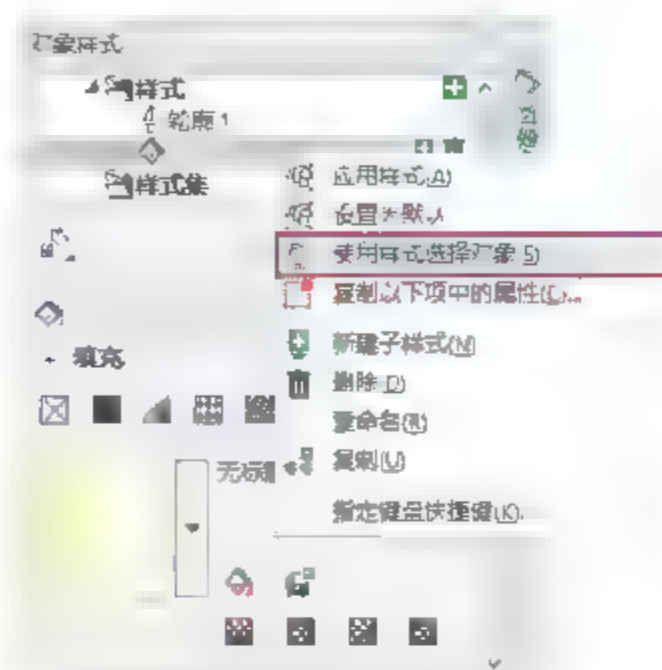 对象样式
样式
轮廓 1
样式集
应用样式(A)
设置为默认
使用样式选择对象(S)
复制以下项中的属性(C)...
填充
新建子样式(N)
删除(D)
重命名(R)
复制(U)
无标题
指定键盘快捷键(K)